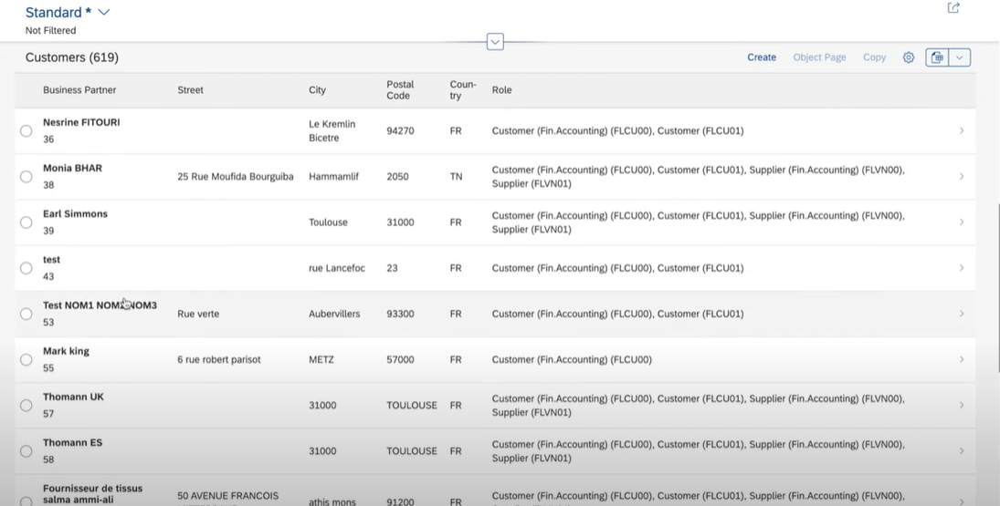 Standard *
Not Filtered
Customers (619)
Create Object Page Copy
Business Partner Street City Postal Code Coun-try Role
Nesrine FITOURI
36
Le Kremlin Bicetre 94270 FR Customer (Fin.Accounting) (FLCU00), Customer (FLCU01)
Monia BHAR
38
25 Rue Moufida Bourguiba Hammamlif 2050 TN Customer (Fin.Accounting) (FLCU00), Customer (FLCU01), Supplier (Fin.Accounting) (FLVN00),
Supplier (FLVN01)
Earl Simmons
39
Toulouse 31000 FR Customer (Fin.Accounting) (FLCU00), Customer (FLCU01), Supplier (Fin.Accounting) (FLVN00),
Supplier (FLVN01)
test
43
rue Lancefoc 23 FR Customer (Fin.Accounting) (FLCU00), Customer (FLCU01)
Test NOM1 NOM3
53
Rue verte Aubervillers 93300 FR Customer (Fin.Accounting) (FLCU00), Customer (FLCU01)
Mark king
55
6 rue robert parisot METZ 57000 FR Customer (Fin.Accounting) (FLCU00)
Thomann UK
57
31000 TOULOUSE FR Customer (Fin.Accounting) (FLCU00), Customer (FLCU01), Supplier (Fin.Accounting) (FLVN00),
Supplier (FLVN01)
Thomann ES
58
31000 TOULOUSE FR Customer (Fin.Accounting) (FLCU00), Customer (FLCU01), Supplier (Fin.Accounting) (FLVN00),
Supplier (FLVN01)
Fournisseur de tissus
salma ammi-ali
50 AVENUE FRANCOIS
athis mons 91200 FR Customer (Fin.Accounting) (FLCU00), Customer (FLCU01), Supplier (Fin.Accounting) (FLVN00),